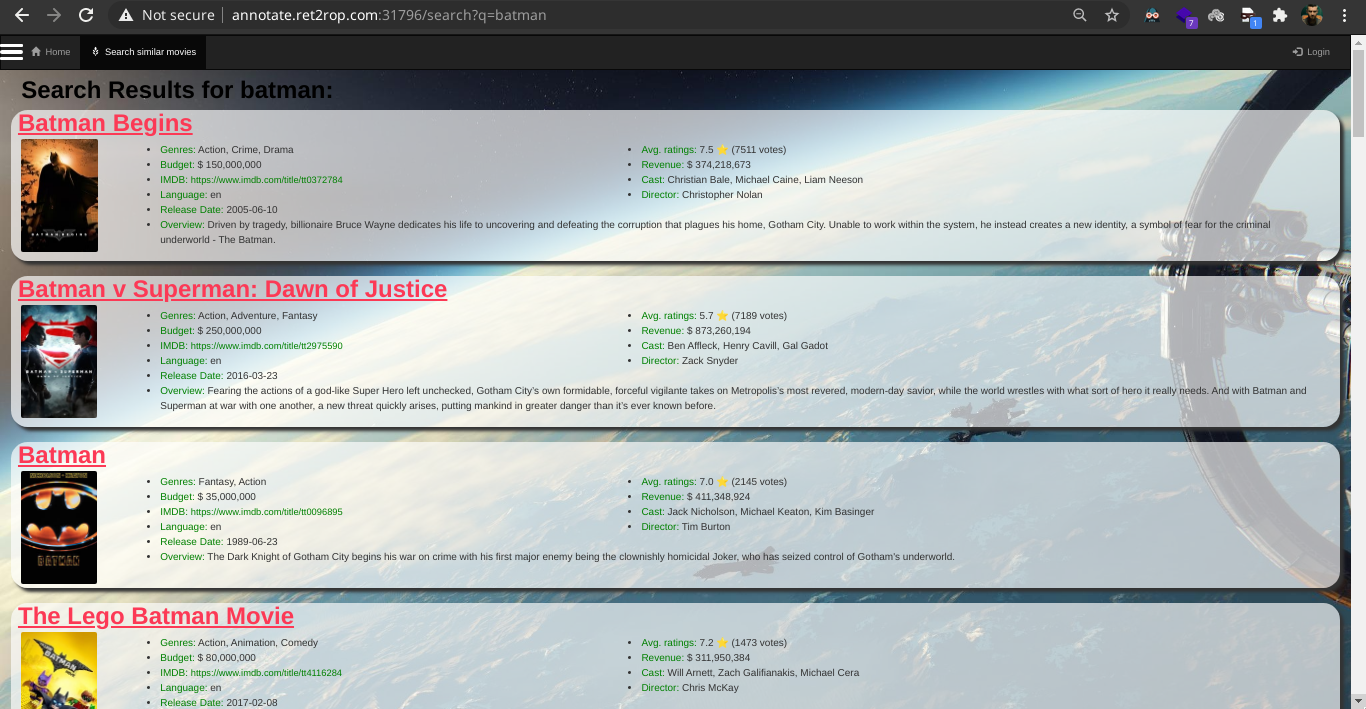 Not secure
annotate.ret2rop.com:31796/search?q=batman
7
1
Home
Search similar movies
Login
Search Results for batman:
Batman Begins
Genres: Action, Crime, Drama
Budget: $ 150,000,000
IMDB: https://www.imdb.com/title/tt0372784
Language: en
Release Date: 2005-06-10
Avg. ratings: 7.5 ⭐ (7511 votes)
Revenue: $ 374,218,673
Cast: Christian Bale, Michael Caine, Liam Neeson
Director: Christopher Nolan
Overview: Driven by tragedy, billionaire Bruce Wayne dedicates his life to uncovering and defeating the corruption that plagues his home, Gotham City. Unable to work within the system, he instead creates a new identity, a symbol of fear for the criminal
underworld - The Batman.
BATMAN BEGINS
Batman v Superman: Dawn of Justice
Genres: Action, Adventure, Fantasy
Budget: $ 250,000,000
IMDB: https://www.imdb.com/title/tt2975590
Language: en
Release Date: 2016-03-23
Avg. ratings: 5.7 ⭐ (7189 votes)
Revenue: $ 873,260,194
Cast: Ben Affleck, Henry Cavill, Gal Gadot
Director: Zack Snyder
Overview: Fearing the actions of a god-like Super Hero left unchecked, Gotham City's own formidable, forceful vigilante takes on Metropolis's most revered, modern-day savior, while the world wrestles with what sort of hero it really needs. And with Batman and
Superman at war with one another, a new threat quickly arises, putting mankind in greater danger than it's ever known before.
BATMAN v SUPERMAN
DAWN OF JUSTICE
Batman
Genres: Fantasy, Action
Budget: $ 35,000,000
IMDB: https://www.imdb.com/title/tt0096895
Language: en
Release Date: 1989-06-23
Avg. ratings: 7.0 ⭐ (2145 votes)
Revenue: $ 411,348,924
Cast: Jack Nicholson, Michael Keaton, Kim Basinger
Director: Tim Burton
Overview: The Dark Knight of Gotham City begins his war on crime with his first major enemy being the clownishly homicidal Joker, who has seized control of Gotham's underworld.
BATMAN
The Lego Batman Movie
Genres: Action, Animation, Comedy
Budget: $ 80,000,000
IMDB: https://www.imdb.com/title/tt4116284
Language: en
Release Date: 2017-02-08
Avg. ratings: 7.2 ⭐ (1473 votes)
Revenue: $ 311,950,384
Cast: Will Arnett, Zach Galifianakis, Michael Cera
Director: Chris McKay
BATMAN